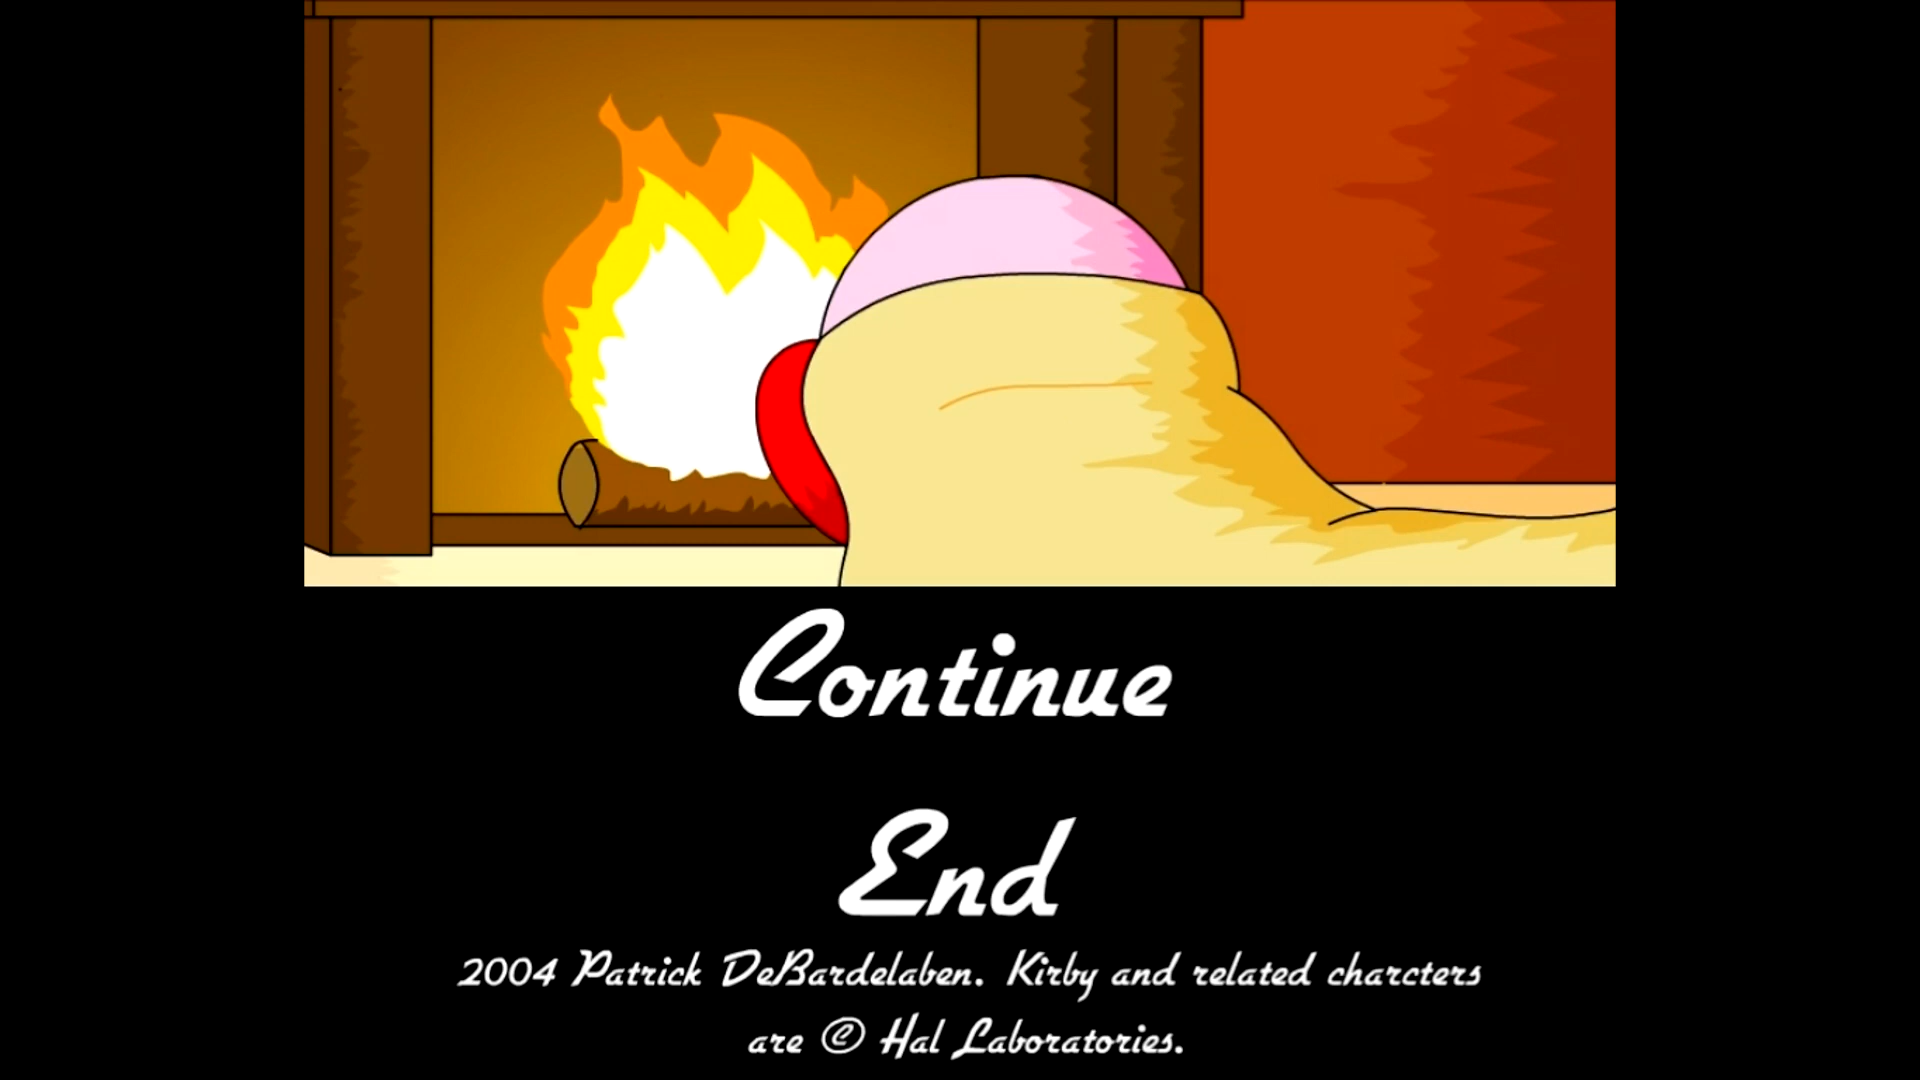 Continue
End
2004 Patrick DeBardelaben. Kirby and related charcters
are © Hal Laboratories.